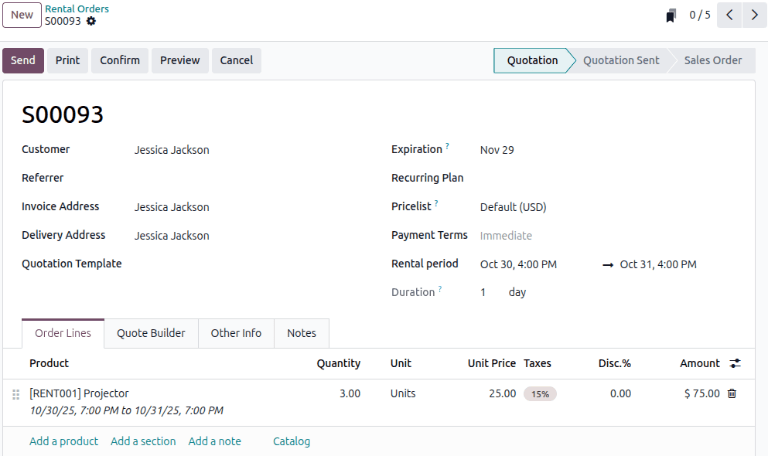 New
Rental Orders
S00093
0 / 5
Send Print Confirm Preview Cancel
Quotation Quotation Sent Sales Order
S00093
Customer Jessica Jackson
Expiration ? Nov 29
Referrer
Recurring Plan
Invoice Address Jessica Jackson
Pricelist ? Default (USD)
Delivery Address Jessica Jackson
Payment Terms Immediate
Quotation Template
Rental period Oct 30, 4:00 PM → Oct 31, 4:00 PM
Duration ? 1 day
Order Lines Quote Builder Other Info Notes
Product Quantity Unit Unit Price Taxes Disc.% Amount
[RENT001] Projector 3.00 Units 25.00 15% 0.00 $ 75.00
10/30/25, 7:00 PM to 10/31/25, 7:00 PM
Add a product Add a section Add a note Catalog